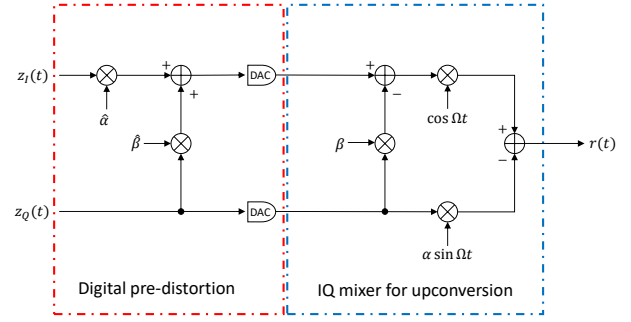 z_I(t)
α̂
+
+
DAC
β̂
z_Q(t)
DAC
Digital pre-distortion
+
−
cos Ωt
β
α sin Ωt
+
−
r(t)
IQ mixer for upconversion